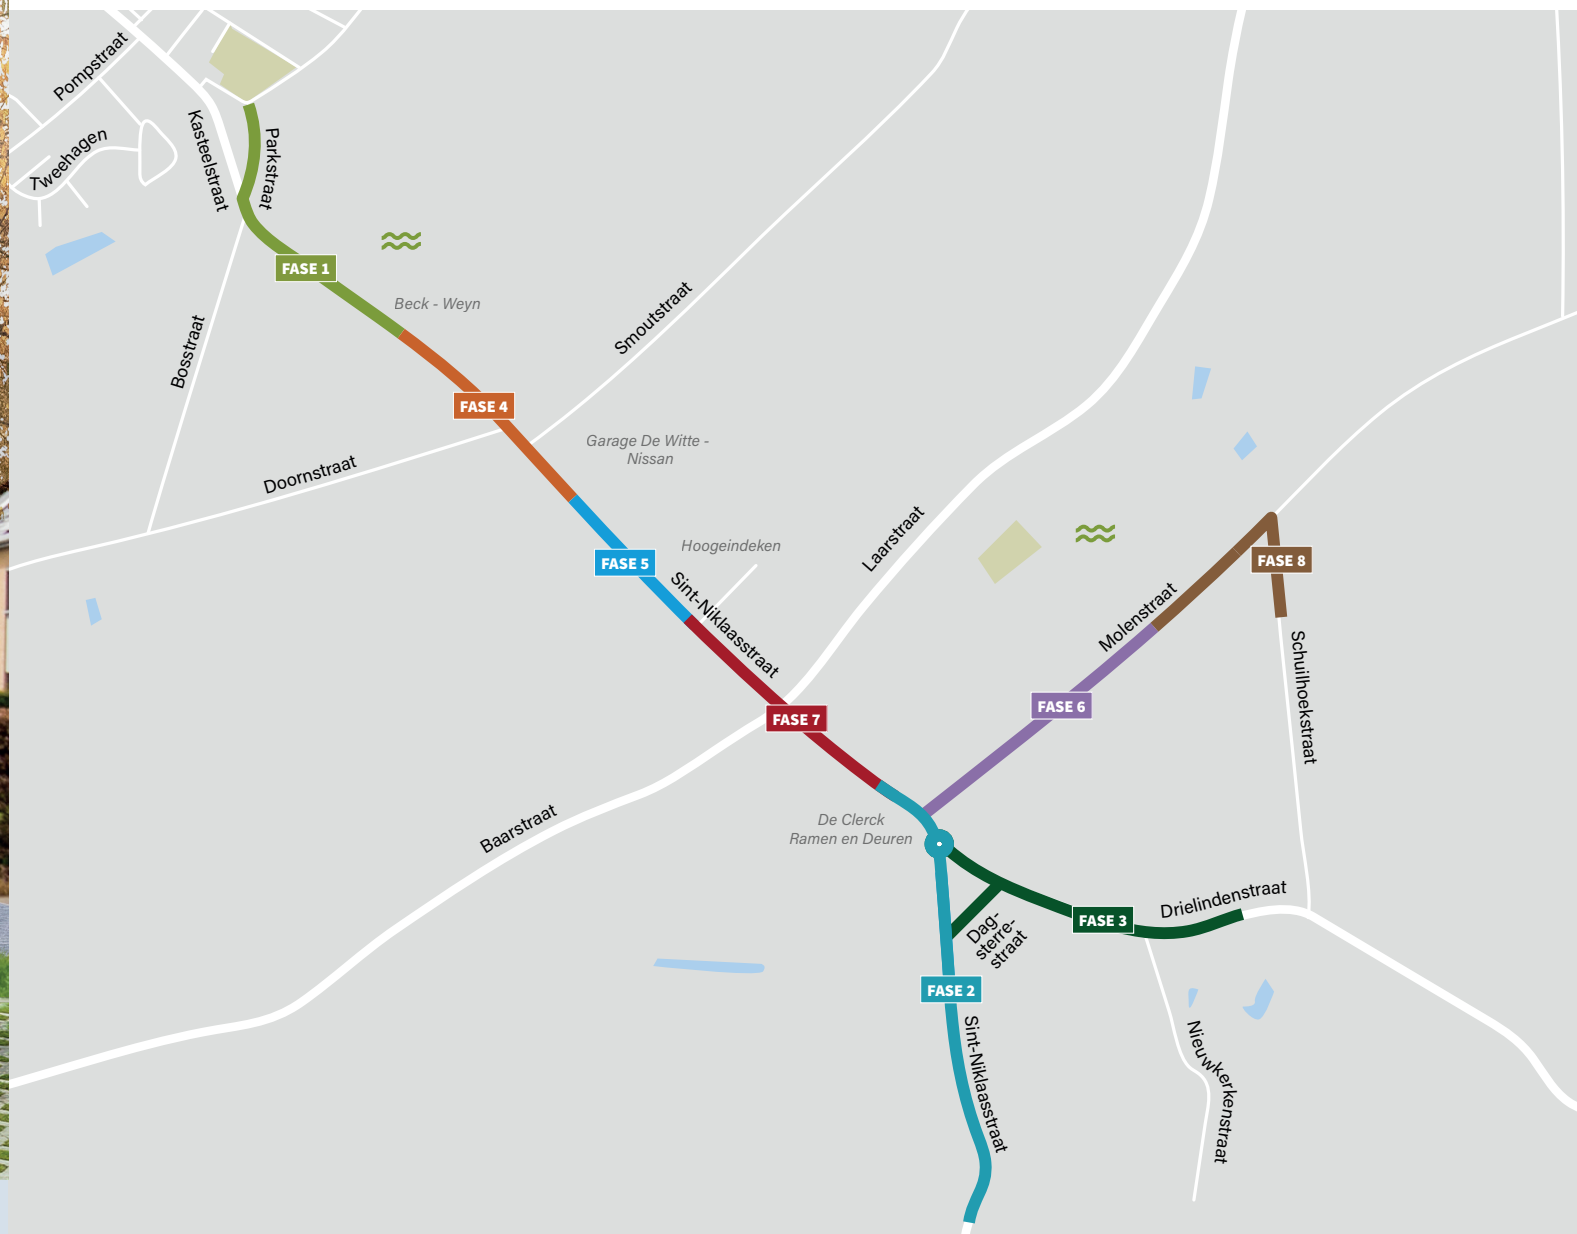 Pompstraat
Tweehagen
Kasteelstraat
Parkstraat
FASE 1
Beck - Weyn
Bosstraat
Smoutstraat
FASE 4
Garage De Witte -
Nissan
Doornstraat
FASE 5
Hoogeindeken
Sint-Niklaasstraat
Laarstraat
FASE 8
Molenstraat
Schuilhoekstraat
FASE 6
FASE 7
De Clerck
Ramen en Deuren
Baarstraat
Drielindenstraat
FASE 3
Dag-
sterre-
straat
FASE 2
Sint-Niklaasstraat
Nieuwkerkenstraat